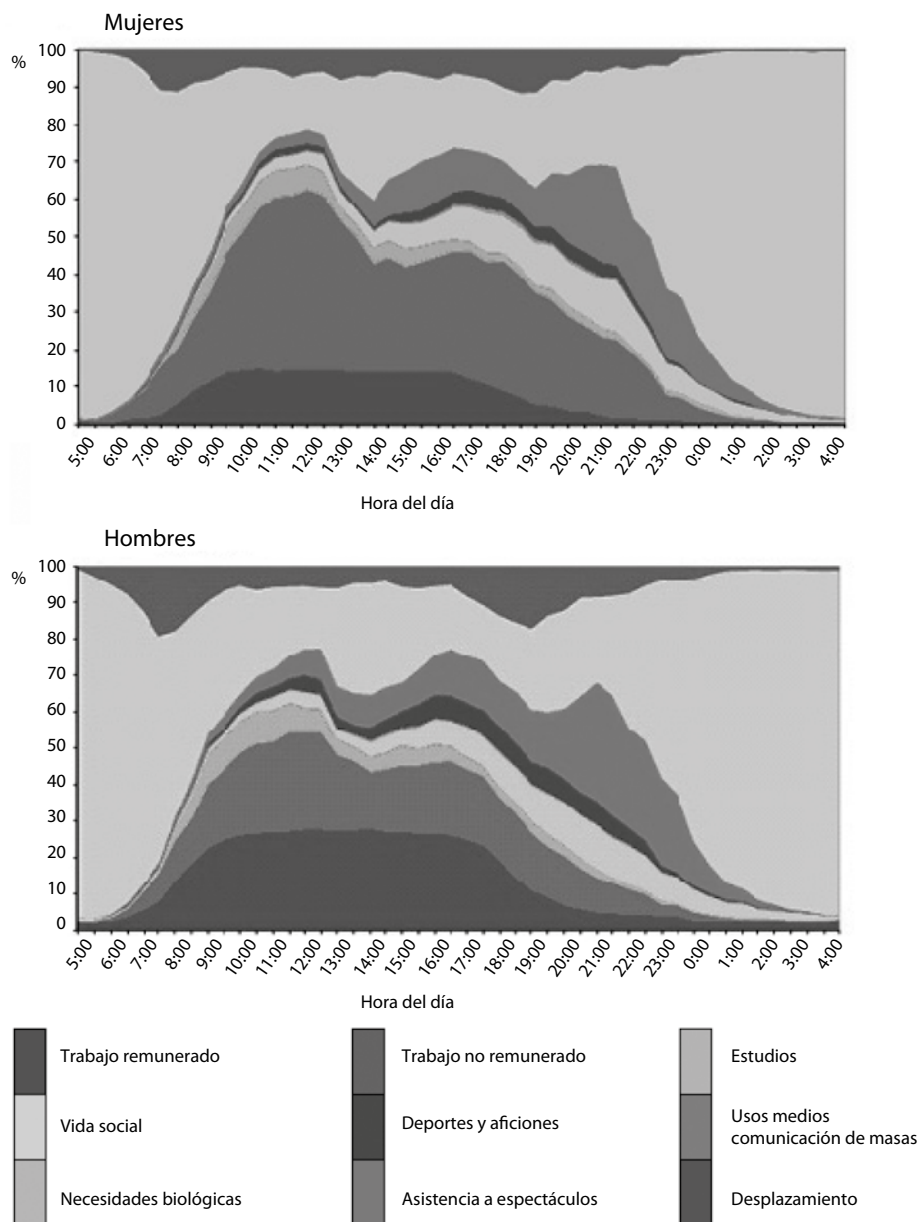 Mujeres
%
100
90
80
70
60
50
40
30
20
10
0
5:00 6:00 7:00 8:00 9:00 10:00 11:00 12:00 13:00 14:00 15:00 16:00 17:00 18:00 19:00 20:00 21:00 22:00 23:00 0:00 1:00 2:00 3:00 4:00
Hora del día
Hombres
%
100
90
80
70
60
50
40
30
20
10
0
5:00 6:00 7:00 8:00 9:00 10:00 11:00 12:00 13:00 14:00 15:00 16:00 17:00 18:00 19:00 20:00 21:00 22:00 23:00 0:00 1:00 2:00 3:00 4:00
Hora del día
Trabajo remunerado
Trabajo no remunerado
Estudios
Vida social
Deportes y aficiones
Usos medios
comunicación de masas
Necesidades biológicas
Asistencia a espectáculos
Desplazamiento